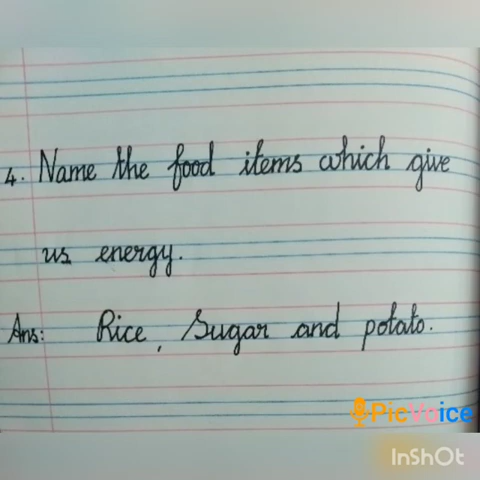 4. Name the food items which give
us energy.
Ans: Rice, Sugar and potato.
PicVoice
InShOt